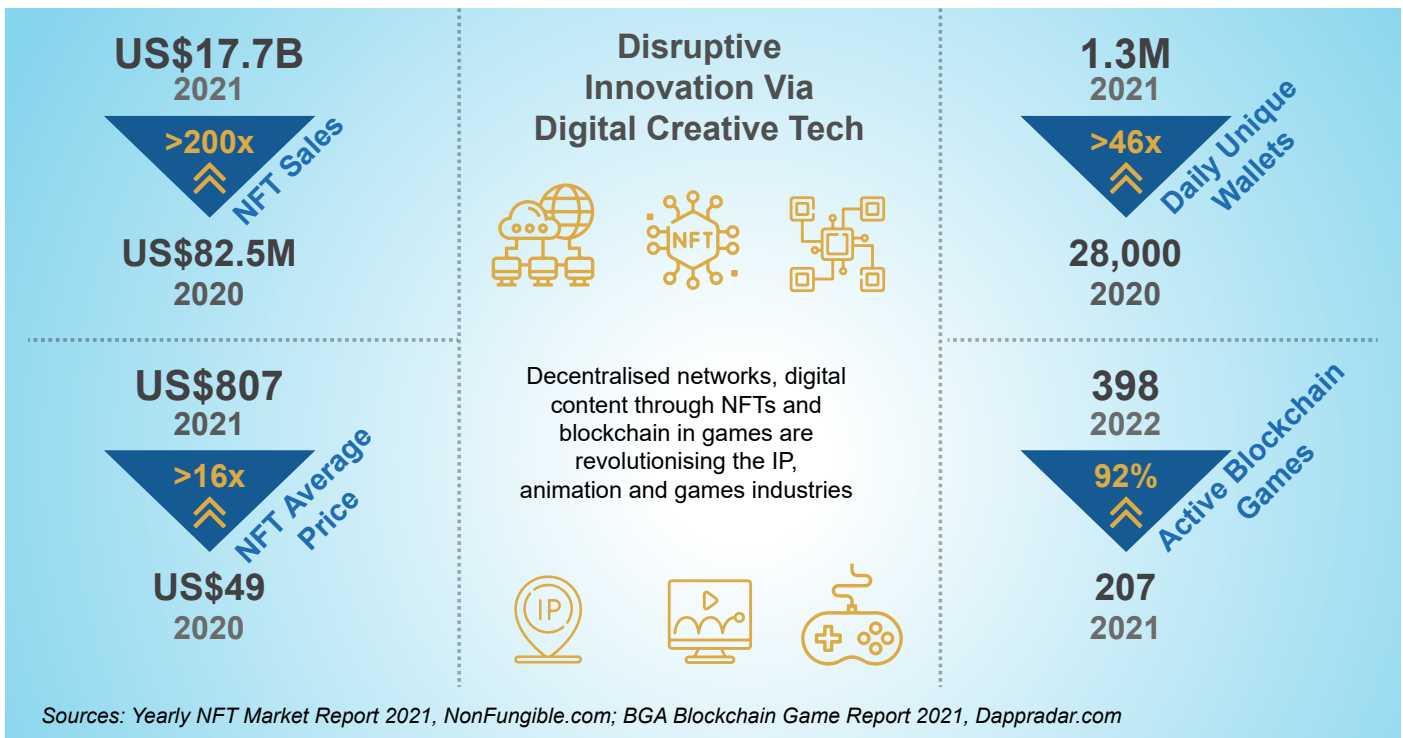 US$17.7B
2021
>200x
NFT Sales
US$82.5M
2020
US$807
2021
>16x
NFT Average
Price
US$49
2020
Disruptive
Innovation Via
Digital Creative Tech
NFT
Decentralised networks, digital
content through NFTs and
blockchain in games are
revolutionising the IP,
animation and games industries
IP
1.3M
2021
>46x
Daily Unique
Wallets
28,000
2020
398
2022
92%
Active Blockchain
Games
207
2021
Sources: Yearly NFT Market Report 2021, NonFungible.com; BGA Blockchain Game Report 2021, Dappradar.com